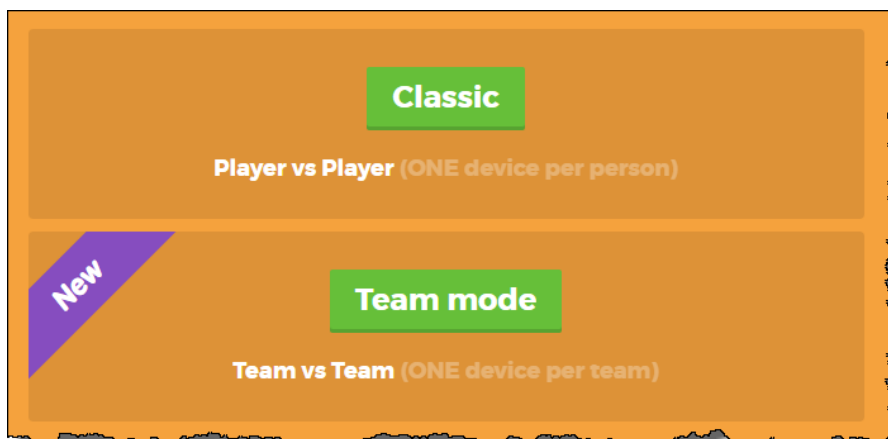 Classic
Player vs Player (ONE device per person)
New
Team mode
Team vs Team (ONE device per team)